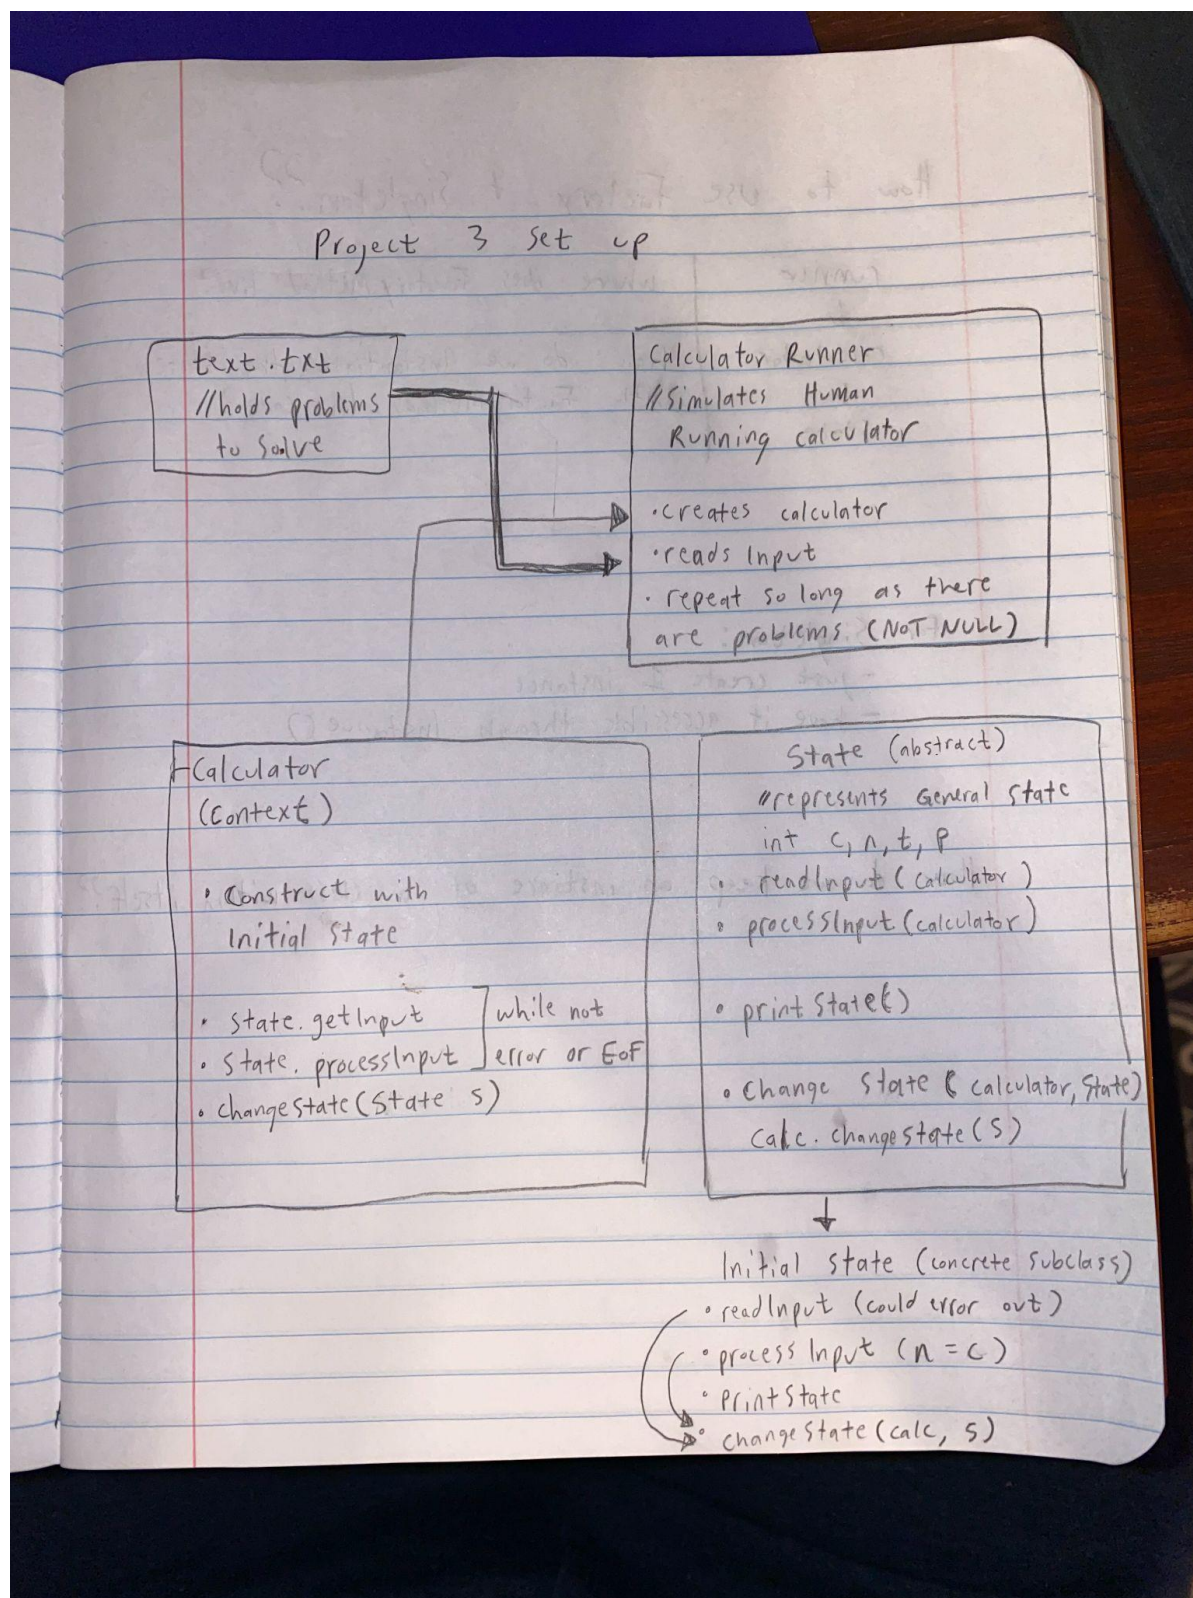 Project 3 set up
text.txt
//holds problems
to solve
Calculator Runner
//Simulates Human
Running calculator
• creates calculator
• reads Input
• repeat so long as there
are problems (NOT NULL)
Calculator
(Context)
• Construct with
Initial State
• State.getInput
• State.processInput
while not
error or EoF
• changeState(State s)
State (abstract)
//represents General State
int c, n, t, p
• readInput(calculator)
• processInput(calculator)
• printState()
• Change State (calculator, State)
Calc.changeState(S)
Initial State (concrete subclass)
• readInput (could error out)
• process Input (n = c)
• PrintState
• changeState(calc, s)